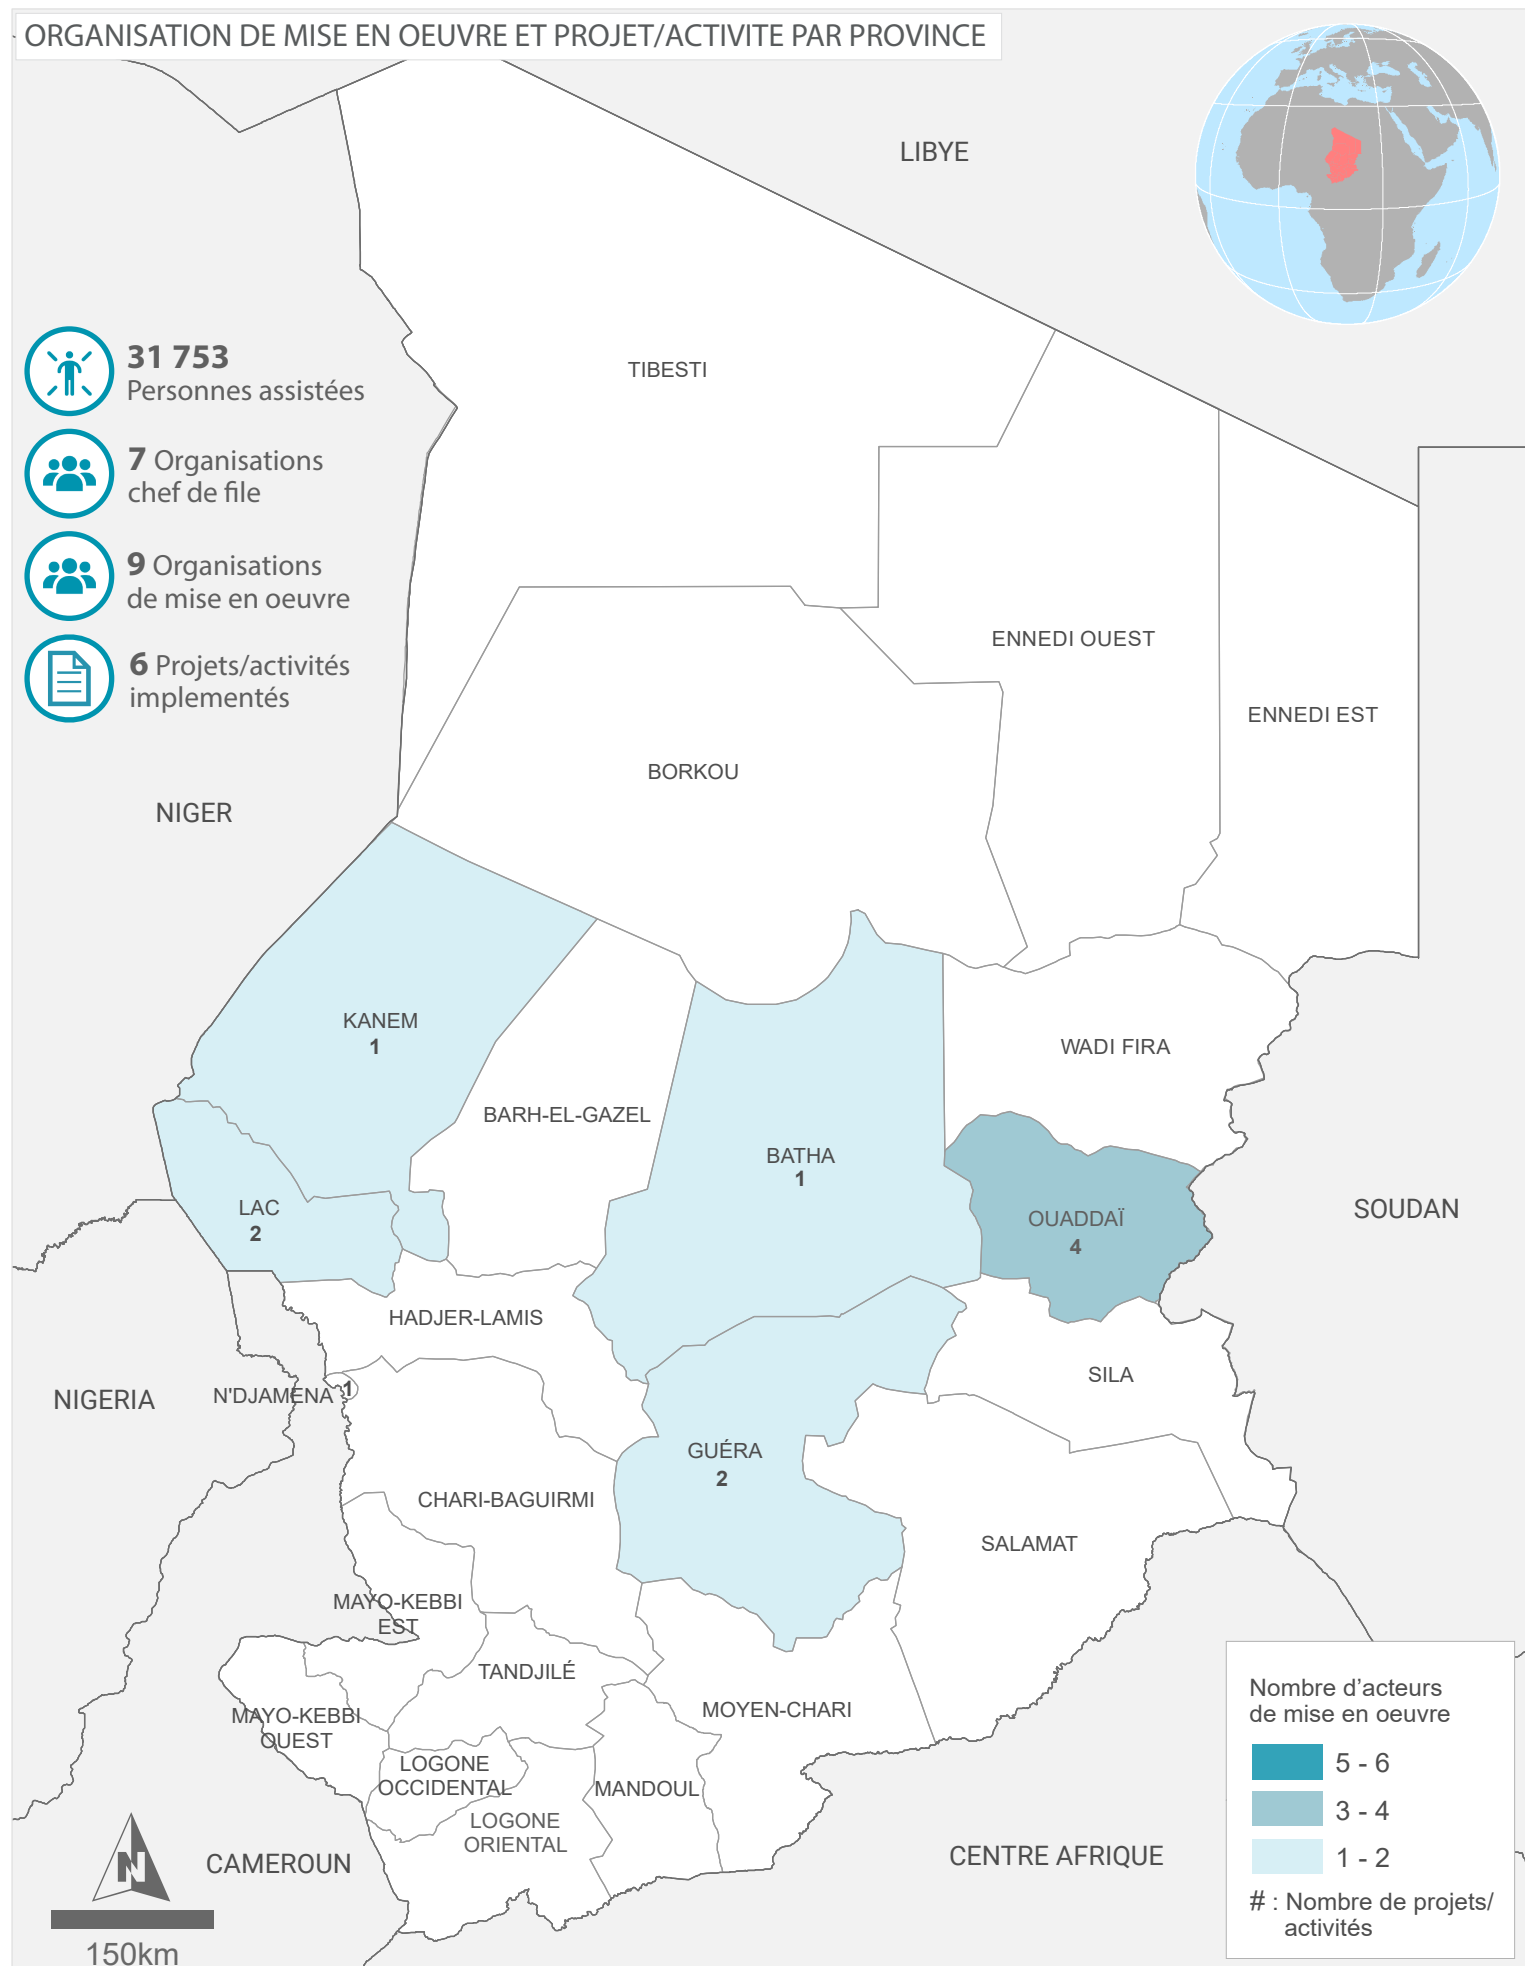 ORGANISATION DE MISE EN OEUVRE ET PROJET/ACTIVITE PAR PROVINCE
LIBYE
31 753
Personnes assistées
7 Organisations
chef de file
9 Organisations
de mise en oeuvre
6 Projets/activités
implementés
TIBESTI
ENNEDI OUEST
ENNEDI EST
BORKOU
NIGER
KANEM
1
WADI FIRA
BARH-EL-GAZEL
BATHA
1
LAC
2
OUADDAÏ
4
SOUDAN
HADJER-LAMIS
SILA
NIGERIA
N'DJAMENA 1
GUÉRA
2
CHARI-BAGUIRMI
SALAMAT
MAYO-KEBBI
EST
TANDJILÉ
MOYEN-CHARI
MAYO-KEBBI
OUEST
LOGONE
OCCIDENTAL
MANDOUL
LOGONE
ORIENTAL
CAMEROUN
CENTRE AFRIQUE
N
150km
Nombre d’acteurs
de mise en oeuvre
5 - 6
3 - 4
1 - 2
# : Nombre de projets/
activités